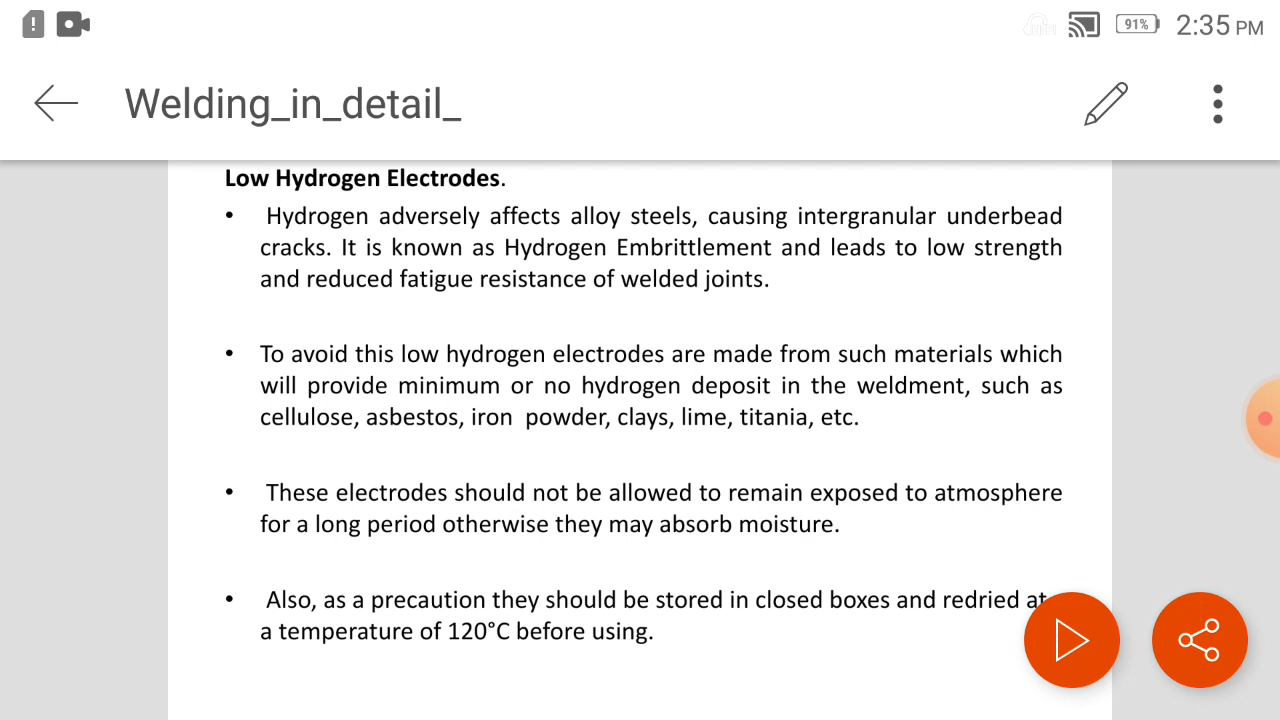 91% 2:35 PM
Welding_in_detail_
Low Hydrogen Electrodes.
• Hydrogen adversely affects alloy steels, causing intergranular underbead
cracks. It is known as Hydrogen Embrittlement and leads to low strength
and reduced fatigue resistance of welded joints.
• To avoid this low hydrogen electrodes are made from such materials which
will provide minimum or no hydrogen deposit in the weldment, such as
cellulose, asbestos, iron powder, clays, lime, titania, etc.
• These electrodes should not be allowed to remain exposed to atmosphere
for a long period otherwise they may absorb moisture.
• Also, as a precaution they should be stored in closed boxes and redried at
a temperature of 120°C before using.